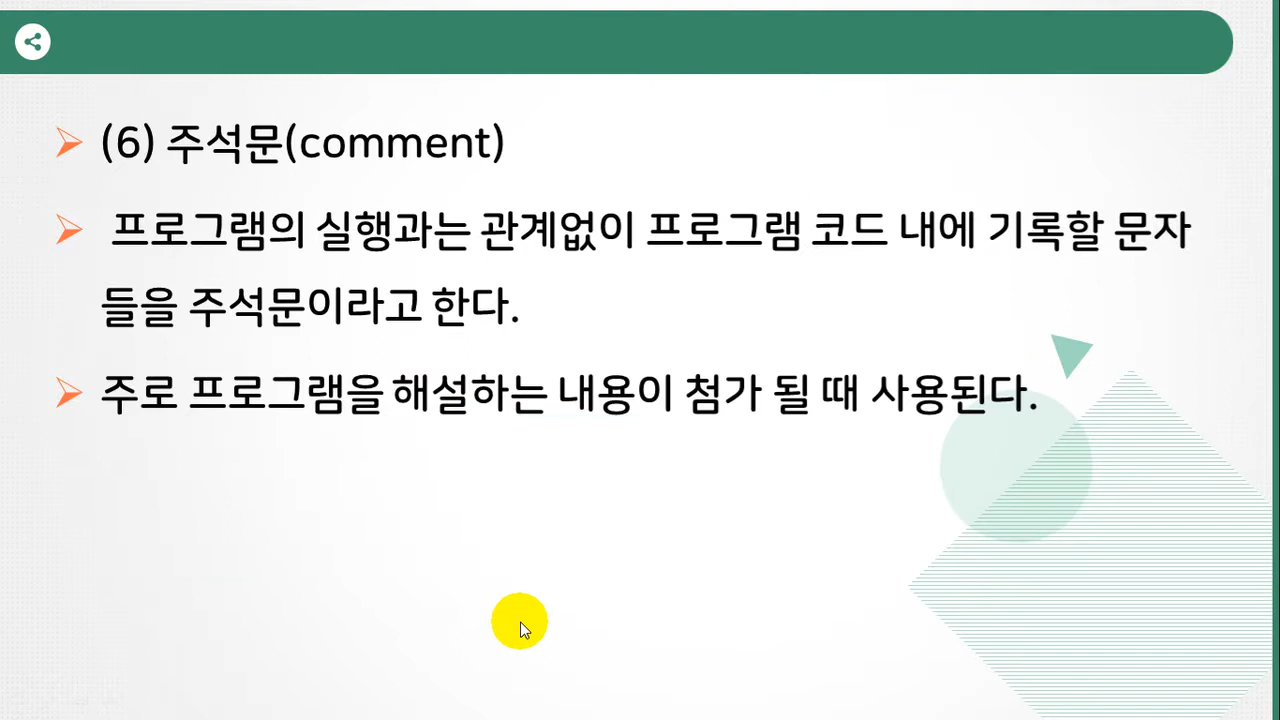 (6) 주석문(comment)
프로그램의 실행과는 관계없이 프로그램 코드 내에 기록할 문자
들을 주석문이라고 한다.
주로 프로그램을 해설하는 내용이 첨가 될 때 사용된다.